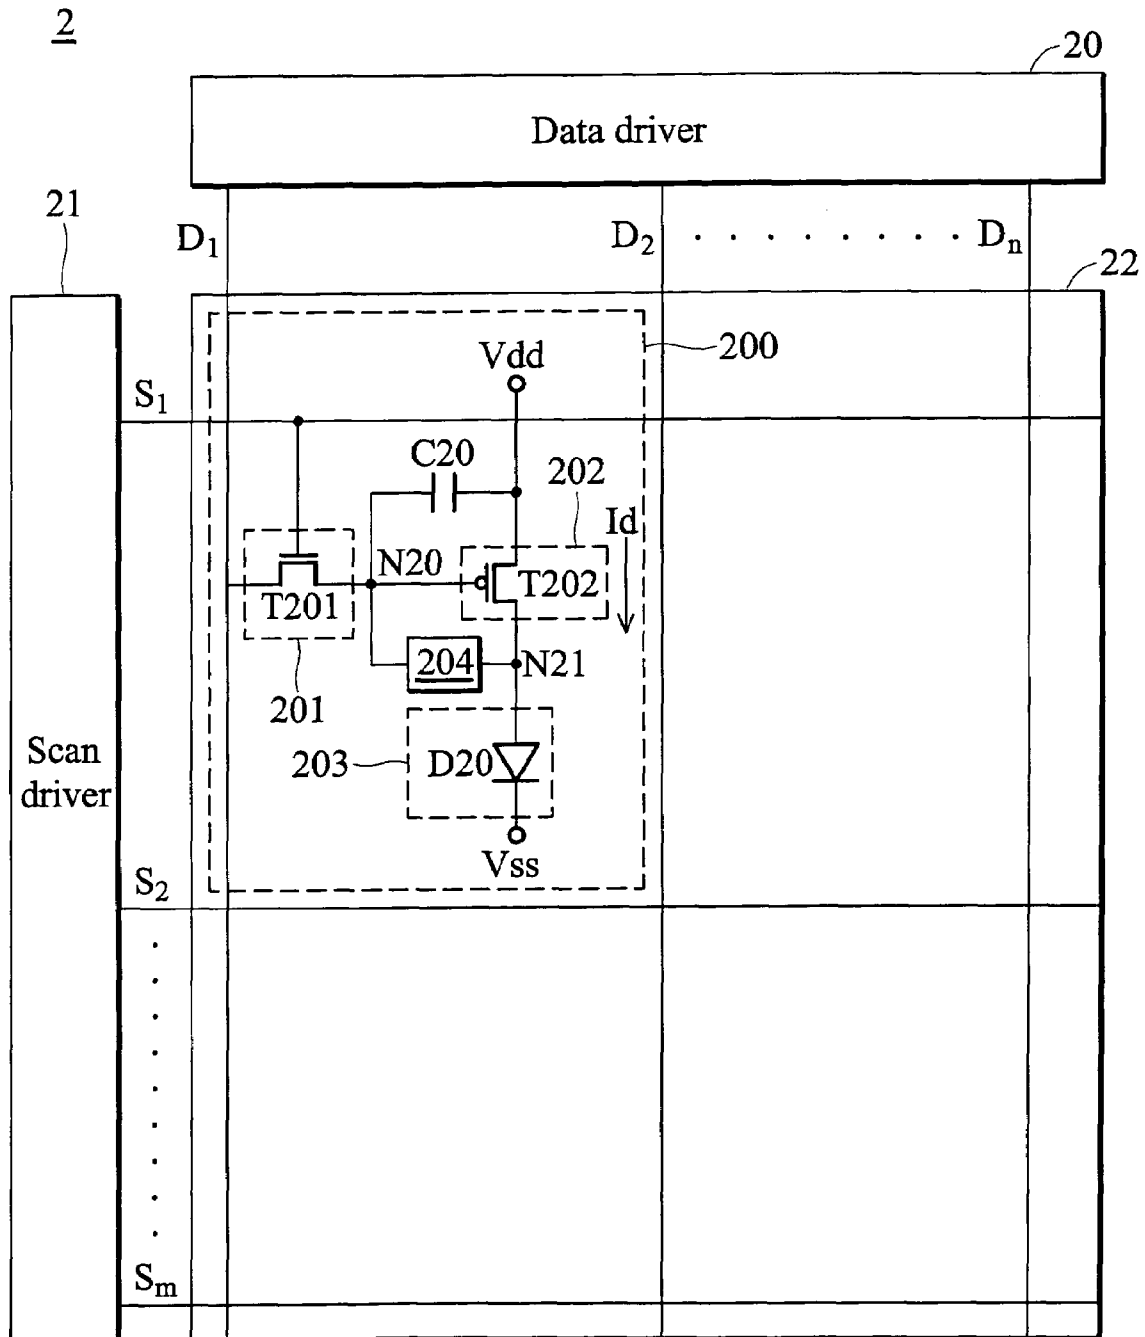 2
20
Data driver
21
D1
D2 . . . . . . . . Dn
22
200
Vdd
S1
C20
202
Id
N20
T202
T201
204
N21
201
203
D20
Scan
driver
Vss
S2
Sm